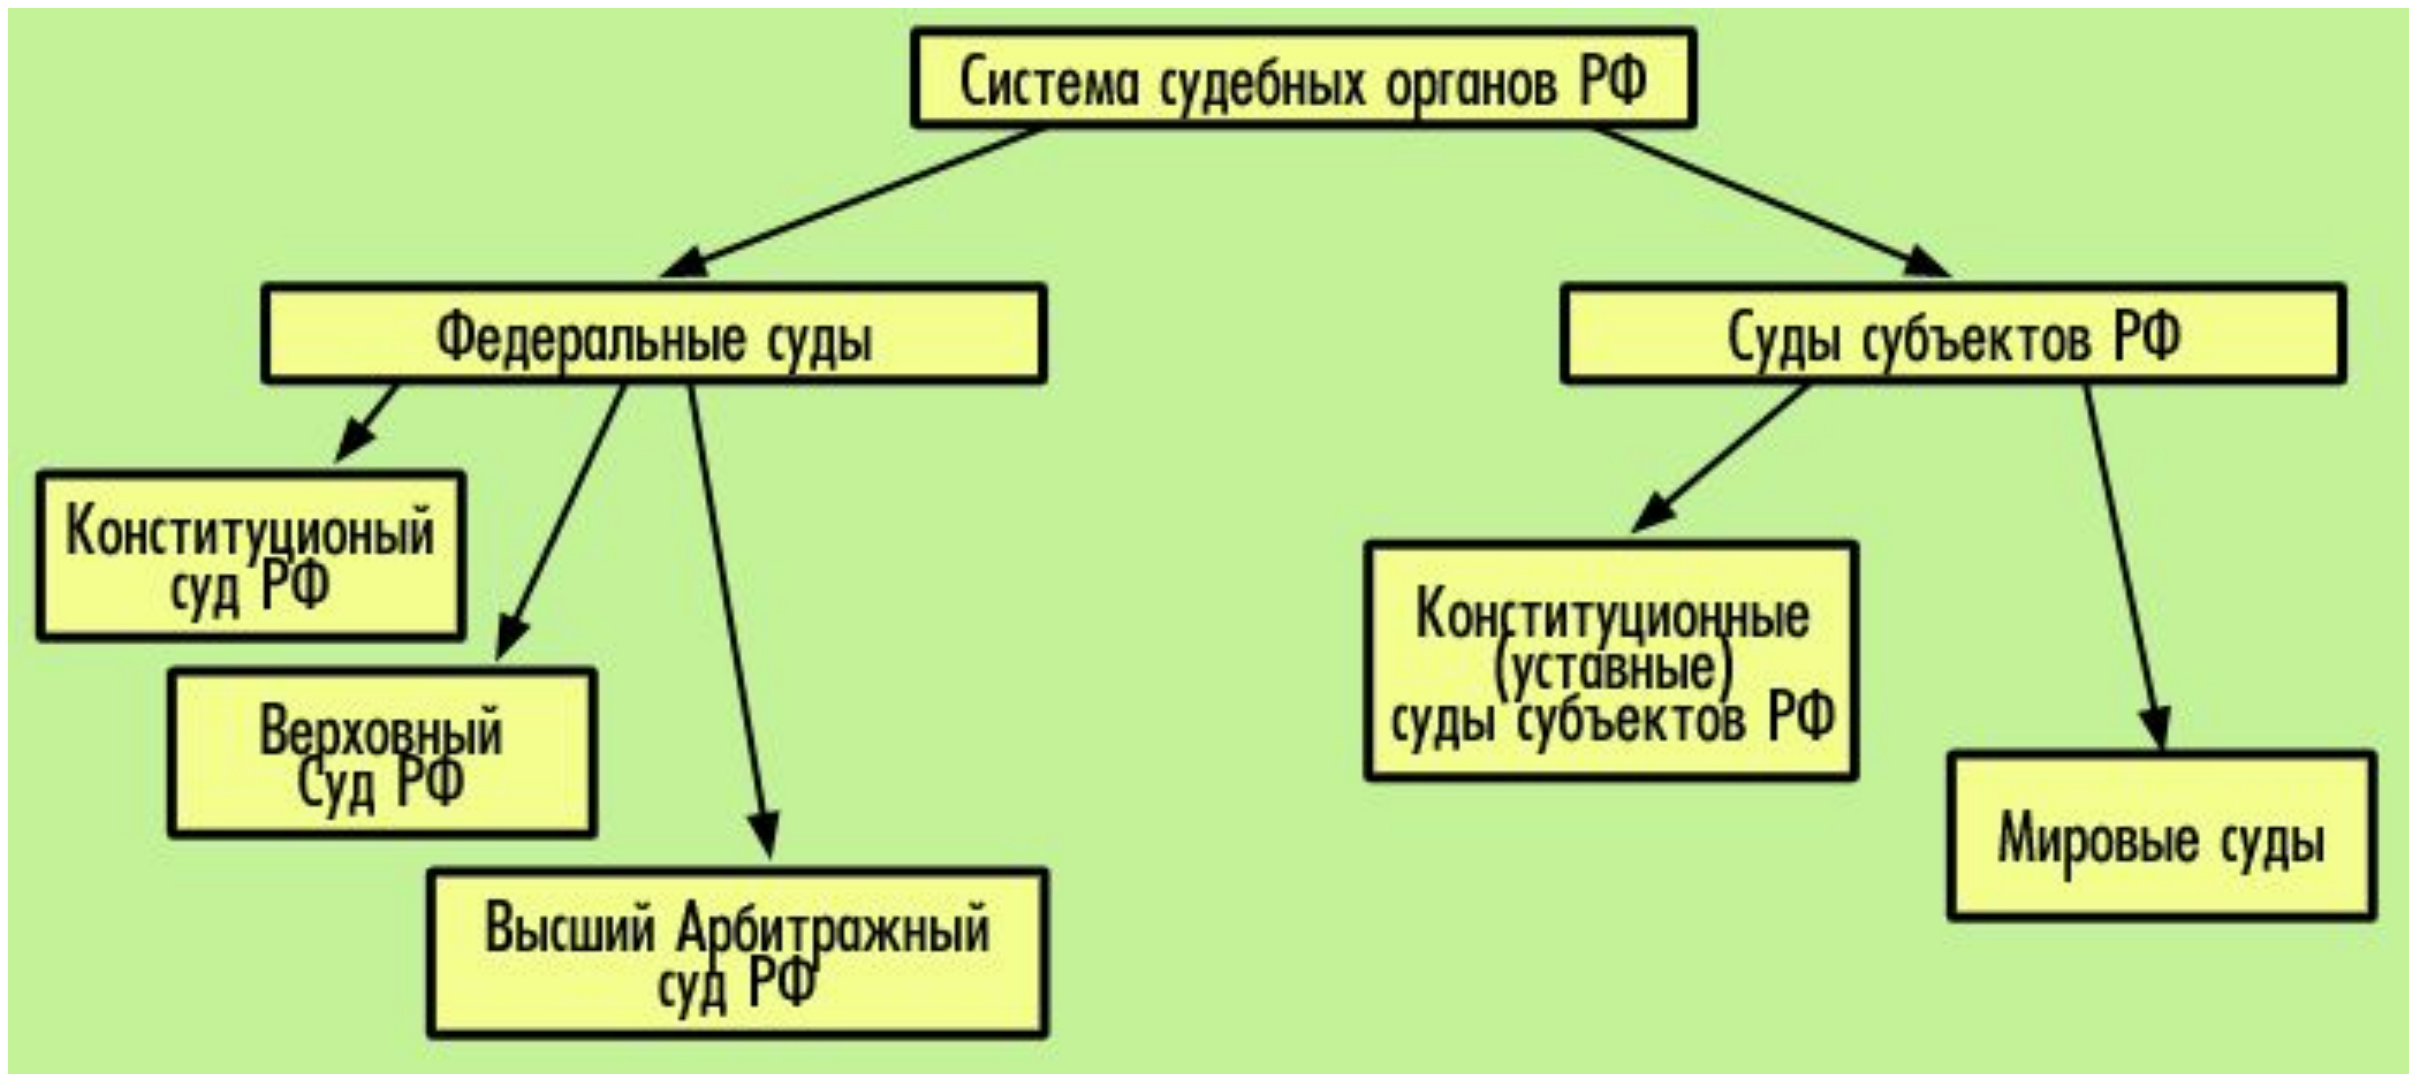 Система судебных органов РФ
Федеральные суды
Суды субъектов РФ
Конституционый
суд РФ
Верховный
Суд РФ
Высший Арбитражный
суд РФ
Конституционные
(уставные)
суды субъектов РФ
Мировые суды